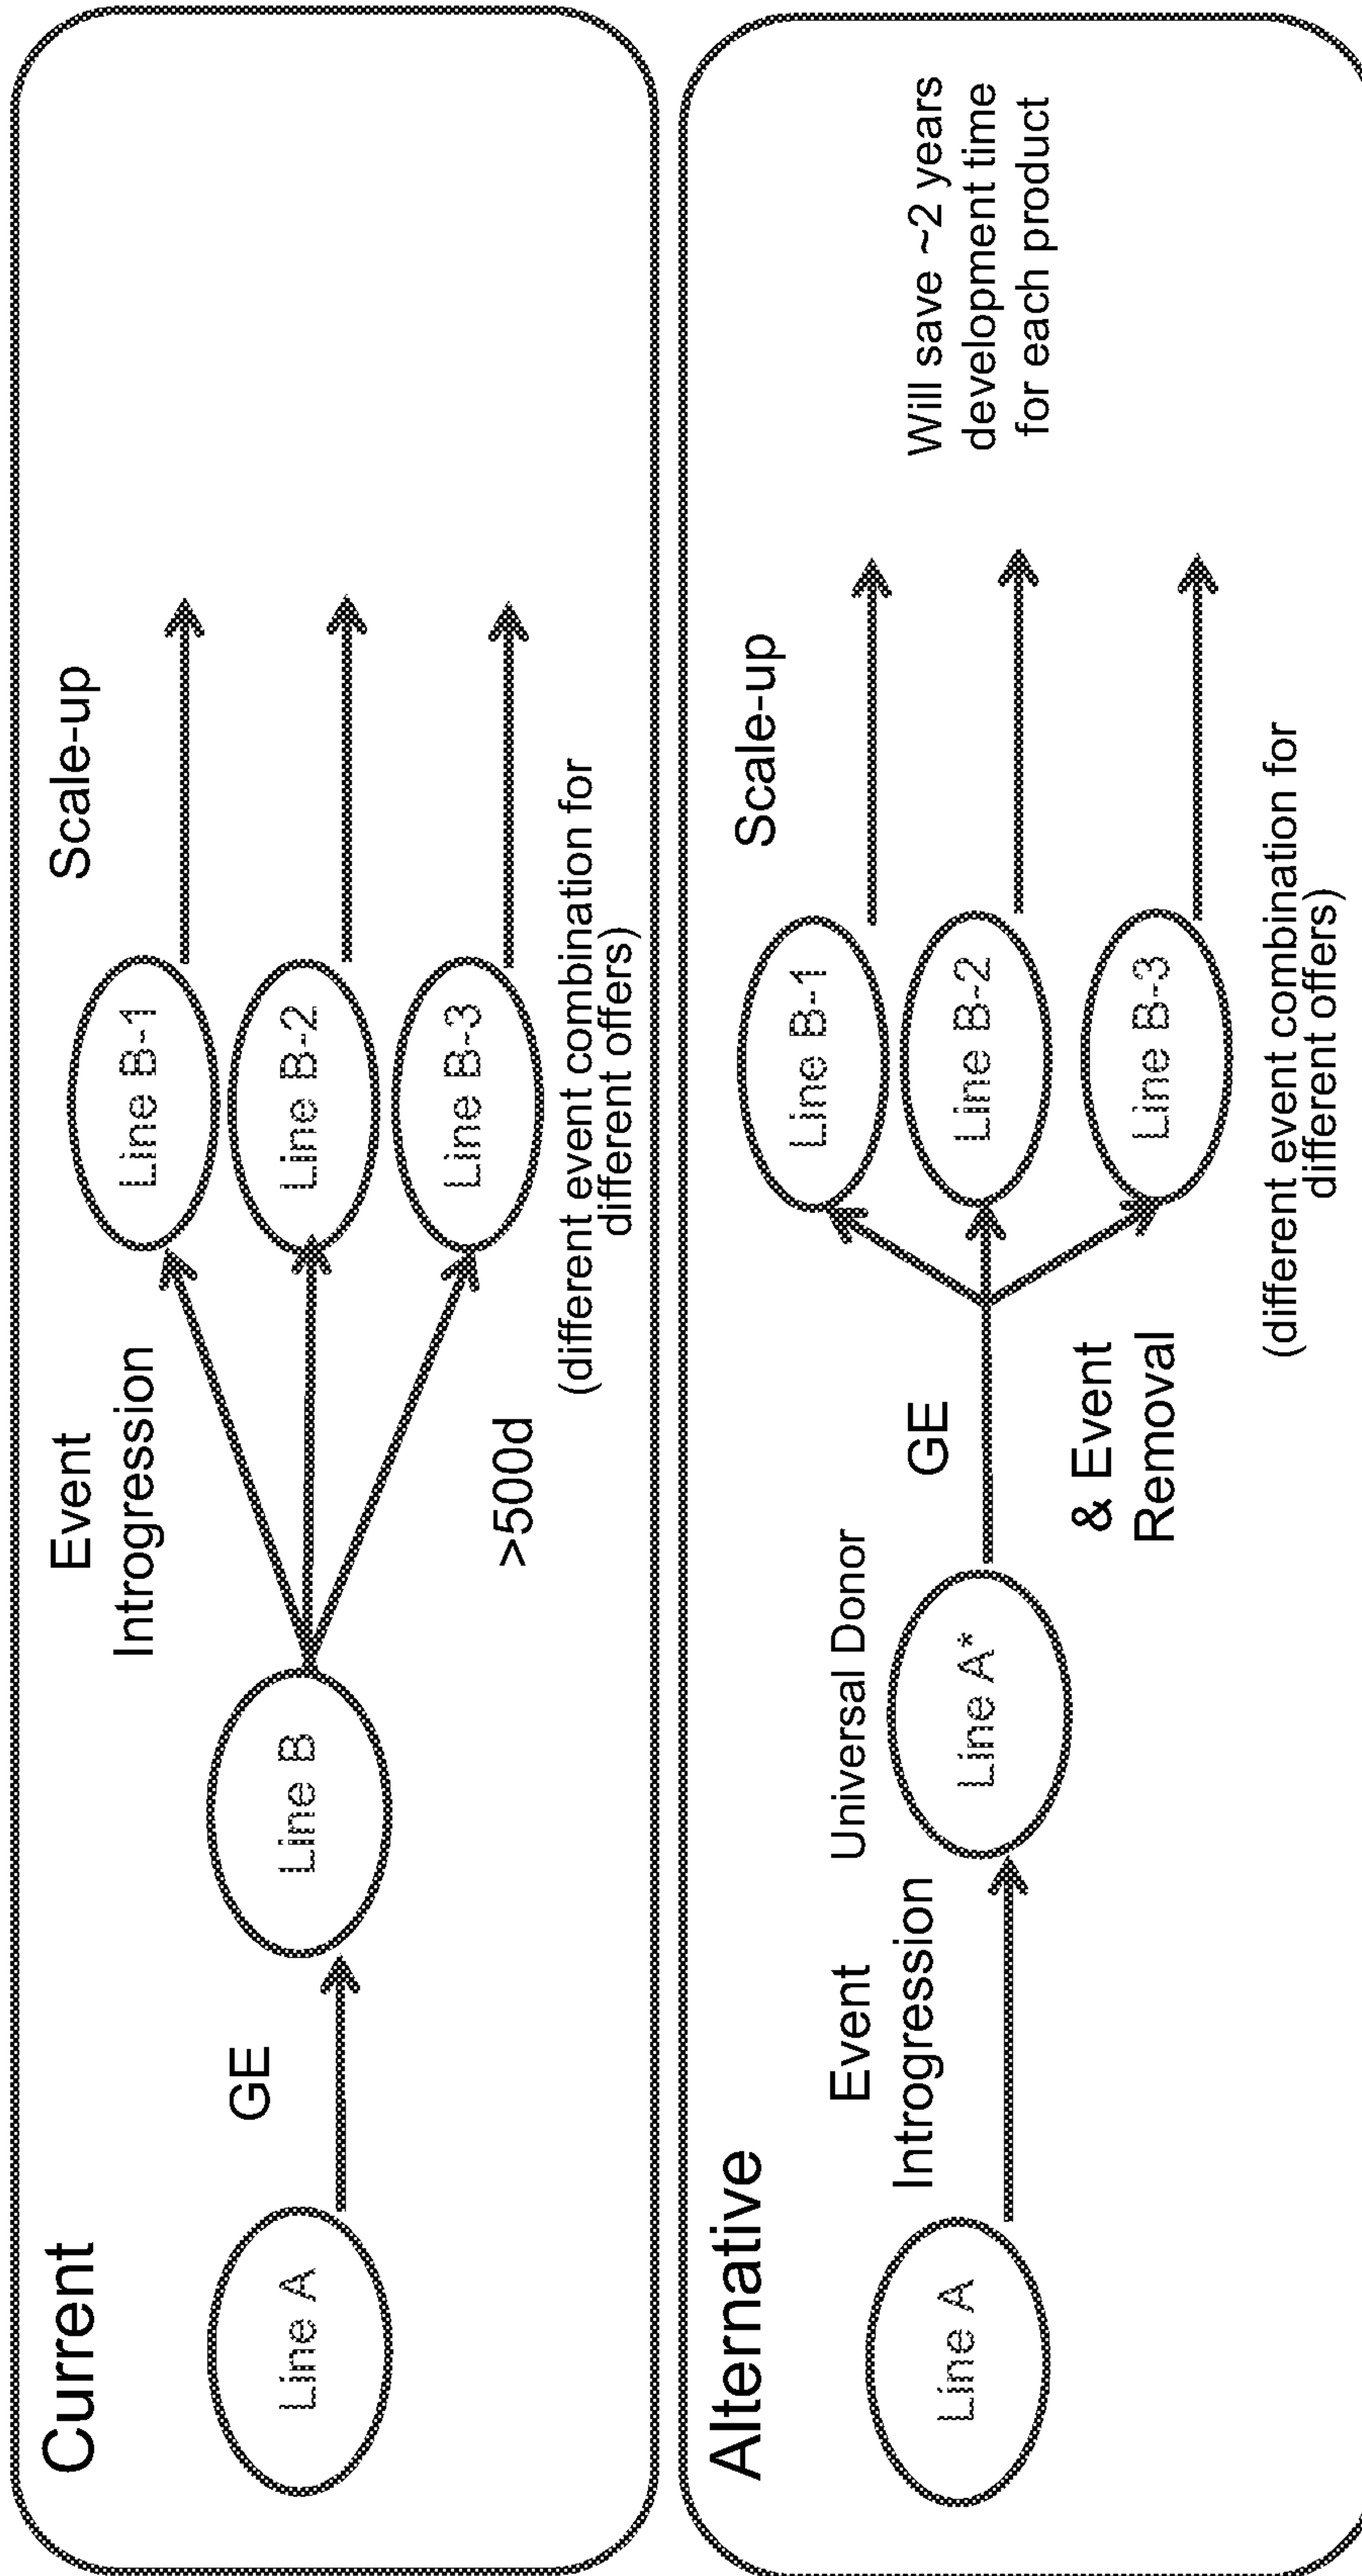 Current
Line A
GE
Line B
Event
Introgression
>500d
Line B-1
Line B-2
Line B-3
(different event combination for
different offers)
Scale-up
Alternative
Line A
Event
Introgression
Universal Donor
Line A*
GE
& Event
Removal
Line B-1
Line B-2
Line B-3
(different event combination for
different offers)
Scale-up
Will save ~2 years
development time
for each product